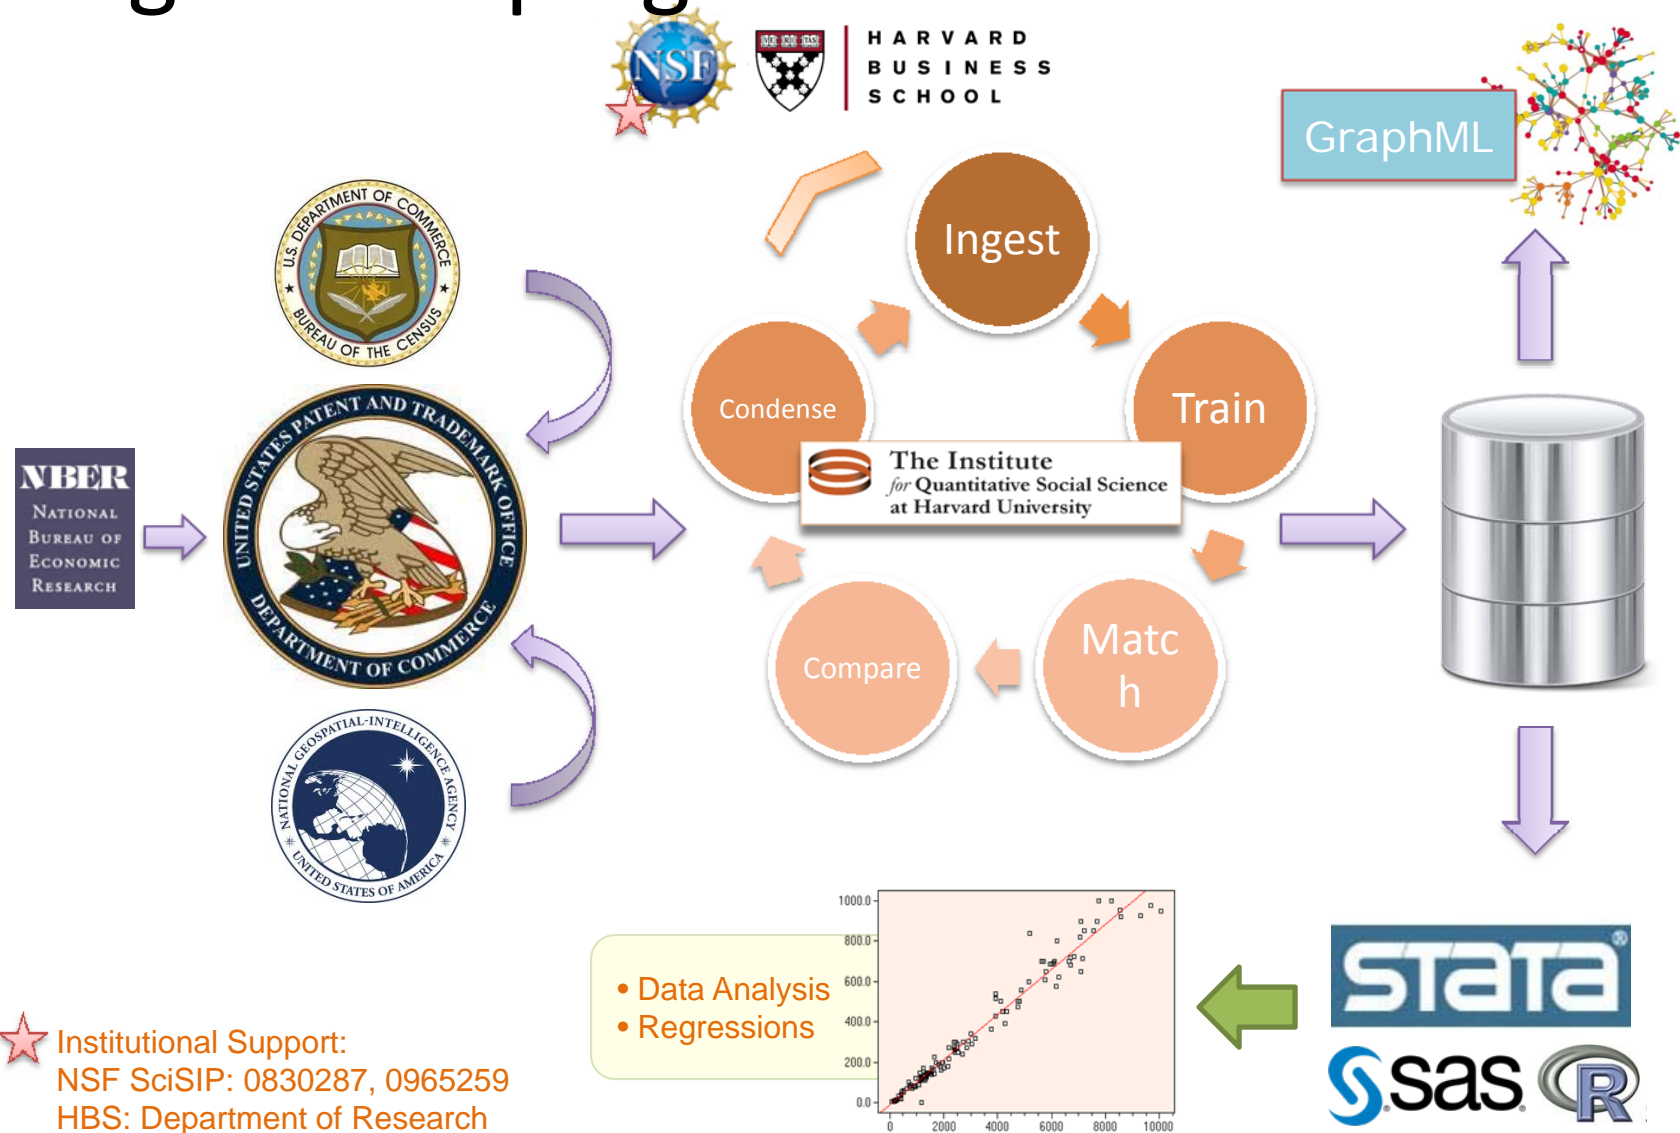 NSF
HARVARD
BUSINESS
SCHOOL
GraphML
U.S. DEPARTMENT OF COMMERCE
BUREAU OF THE CENSUS
Ingest
Condense
Train
UNITED STATES PATENT AND TRADEMARK OFFICE
DEPARTMENT OF COMMERCE
NBER
NATIONAL
BUREAU OF
ECONOMIC
RESEARCH
The Institute
for Quantitative Social Science
at Harvard University
Compare
Matc
h
NATIONAL GEOSPATIAL-INTELLIGENCE AGENCY
UNITED STATES OF AMERICA
• Data Analysis
• Regressions
1000.0
800.0
600.0
400.0
200.0
0.0
0 2000 4000 6000 8000 10000
STATA®
sas
R
Institutional Support:
NSF SciSIP: 0830287, 0965259
HBS: Department of Research